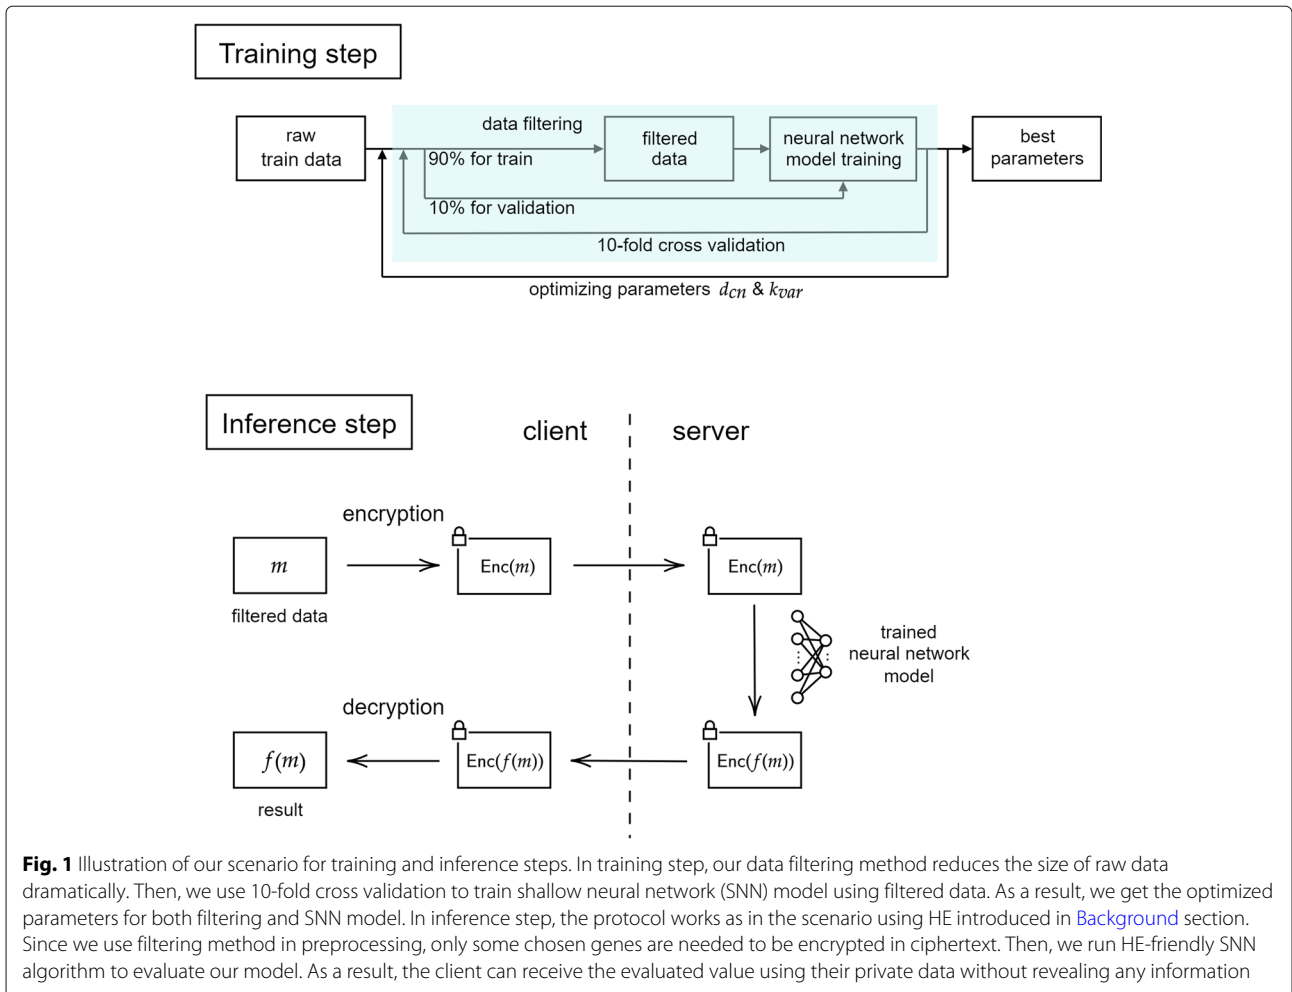 Training step
raw
train data
data filtering
90% for train
10% for validation
filtered
data
neural network
model training
best
parameters
10-fold cross validation
optimizing parameters d_cn & k_var
Inference step
client
server
encryption
m
filtered data
Enc(m)
Enc(m)
trained
neural network
model
decryption
f(m)
result
Enc(f(m))
Enc(f(m))
Fig. 1 Illustration of our scenario for training and inference steps. In training step, our data filtering method reduces the size of raw data
dramatically. Then, we use 10-fold cross validation to train shallow neural network (SNN) model using filtered data. As a result, we get the optimized
parameters for both filtering and SNN model. In inference step, the protocol works as in the scenario using HE introduced in Background section.
Since we use filtering method in preprocessing, only some chosen genes are needed to be encrypted in ciphertext. Then, we run HE-friendly SNN
algorithm to evaluate our model. As a result, the client can receive the evaluated value using their private data without revealing any information